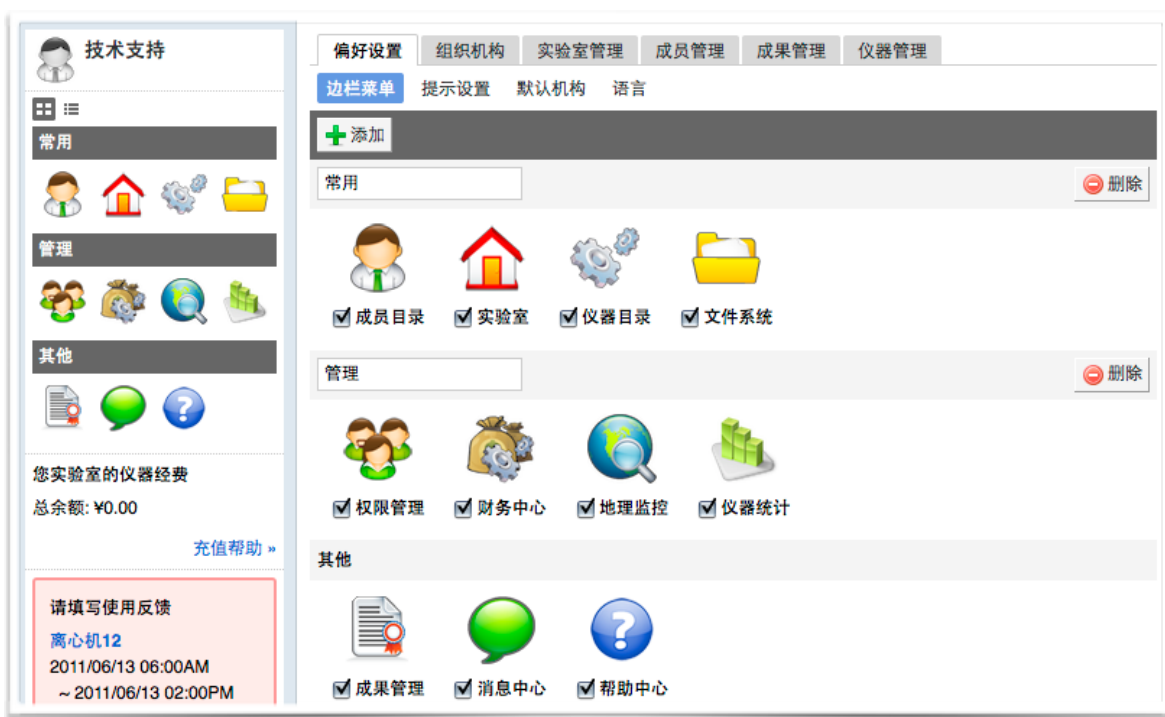 技术支持
常用
管理
其他
您实验室的仪器经费
总余额: ¥0.00
充值帮助 »
请填写使用反馈
离心机12
2011/06/13 06:00AM
~ 2011/06/13 02:00PM
偏好设置 组织机构 实验室管理 成员管理 成果管理 仪器管理
边栏菜单 提示设置 默认机构 语言
添加
常用 删除
成员目录 实验室 仪器目录 文件系统
管理 删除
权限管理 财务中心 地理监控 仪器统计
其他
成果管理 消息中心 帮助中心